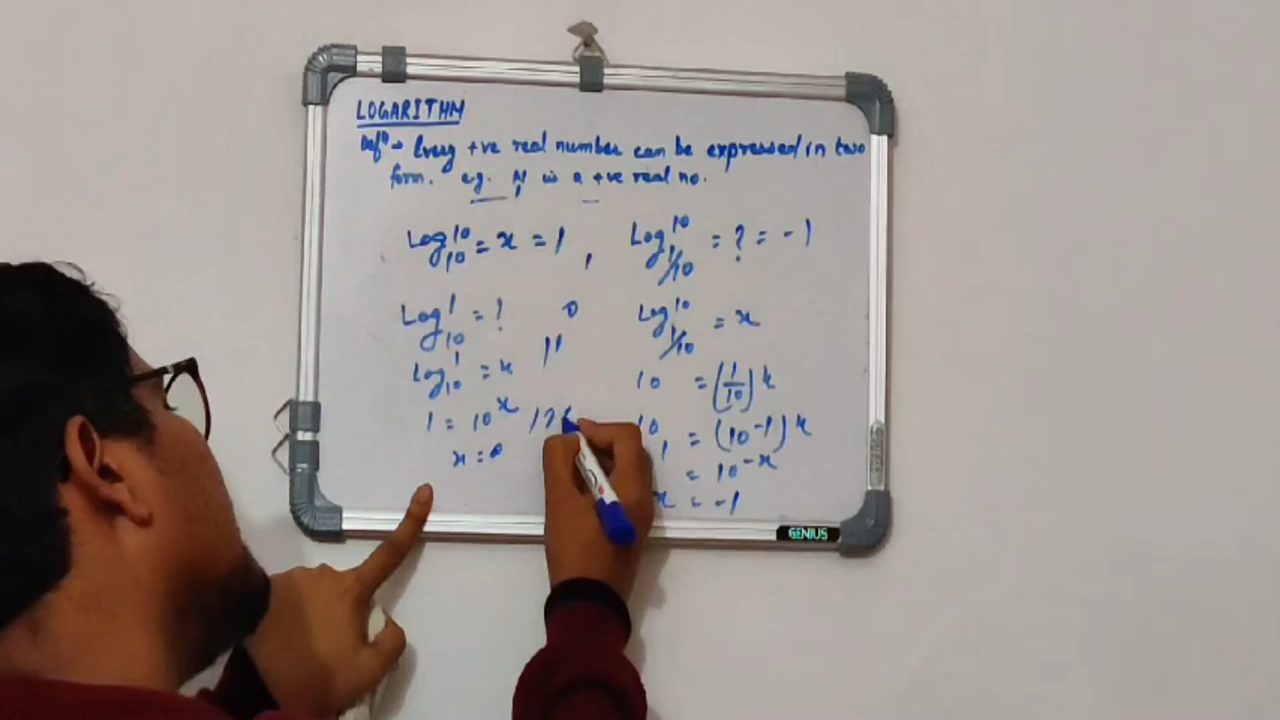 LOGARITHM
Defⁿ → Every +ve real number can be expressed in two
form. e.g. N is a +ve real no.
Log₁₀¹⁰ = x = 1 ,
Log₁/₁₀¹⁰ = ? = -1
Log₁₀¹ = ? 0
Log₁₀¹ = x
1 = 10ˣ
x = 0
Log₁/₁₀¹⁰ = x
10 = (1/10)ˣ
10 = (10⁻¹)ˣ
1 = 10⁻ˣ
x = -1
GENIUS